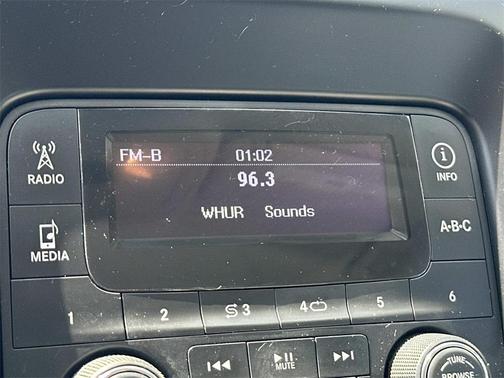 FM-B 01:02
96.3
WHUR Sounds
RADIO
MEDIA
i
INFO
A·B·C
1
2
3
4
5
6
MUTE
TUNE
BROWSE